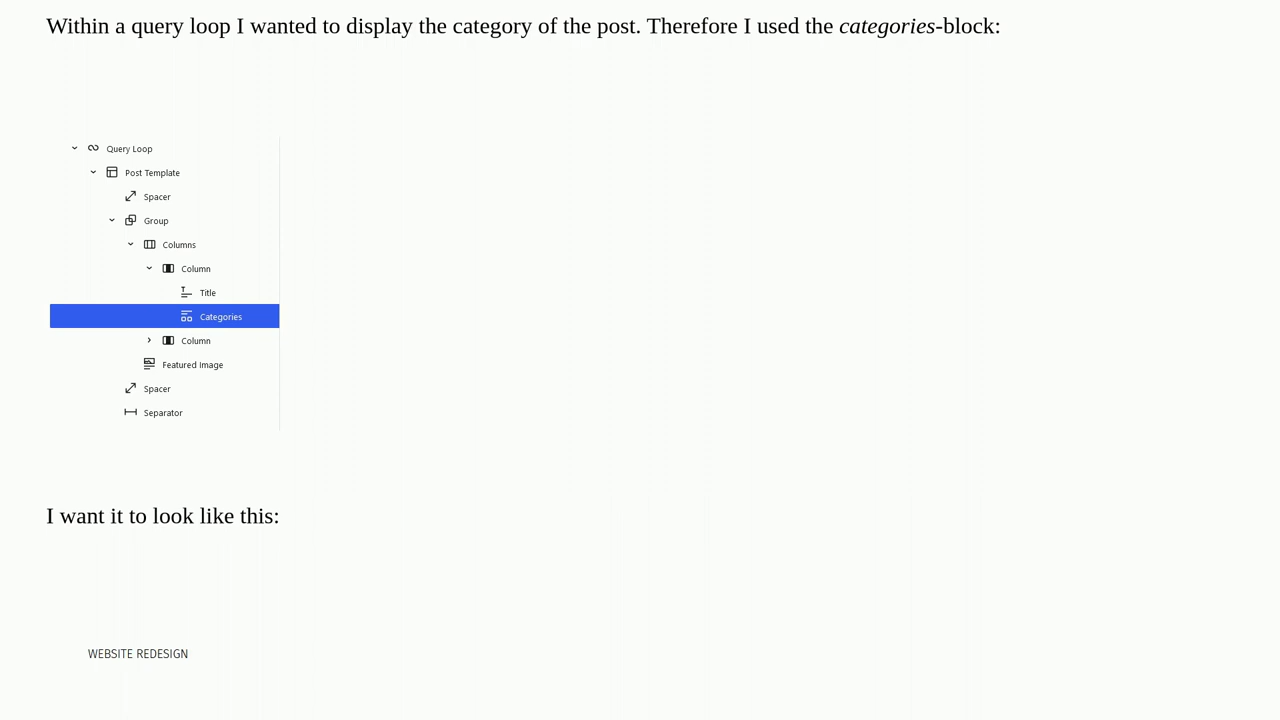 Within a query loop I wanted to display the category of the post. Therefore I used the categories-block:
Query Loop
Post Template
Spacer
Group
Columns
Column
Title
Categories
Column
Featured Image
Spacer
Separator
I want it to look like this:
WEBSITE REDESIGN